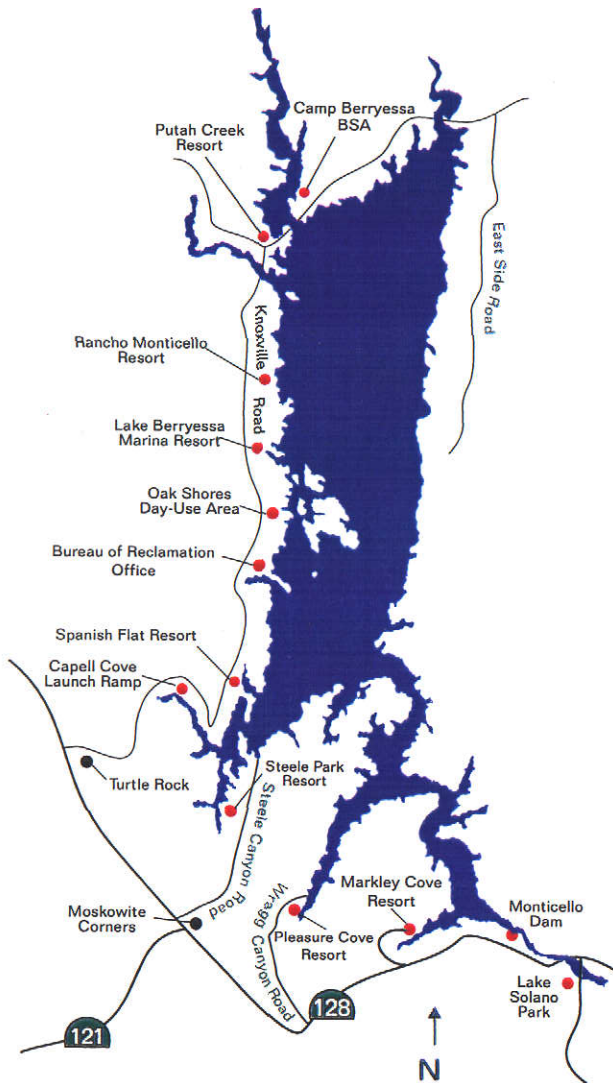 Camp Berryessa
BSA
Putah Creek
Resort
East Side Road
Knoxville Road
Rancho Monticello
Resort
Lake Berryessa
Marina Resort
Oak Shores
Day-Use Area
Bureau of Reclamation
Office
Spanish Flat Resort
Capell Cove
Launch Ramp
Turtle Rock
Steele Park
Resort
Steele Canyon Road
Wragg Canyon Road
Moskowite
Corners
Pleasure Cove
Resort
Markley Cove
Resort
Monticello
Dam
Lake
Solano
Park
128
121
N